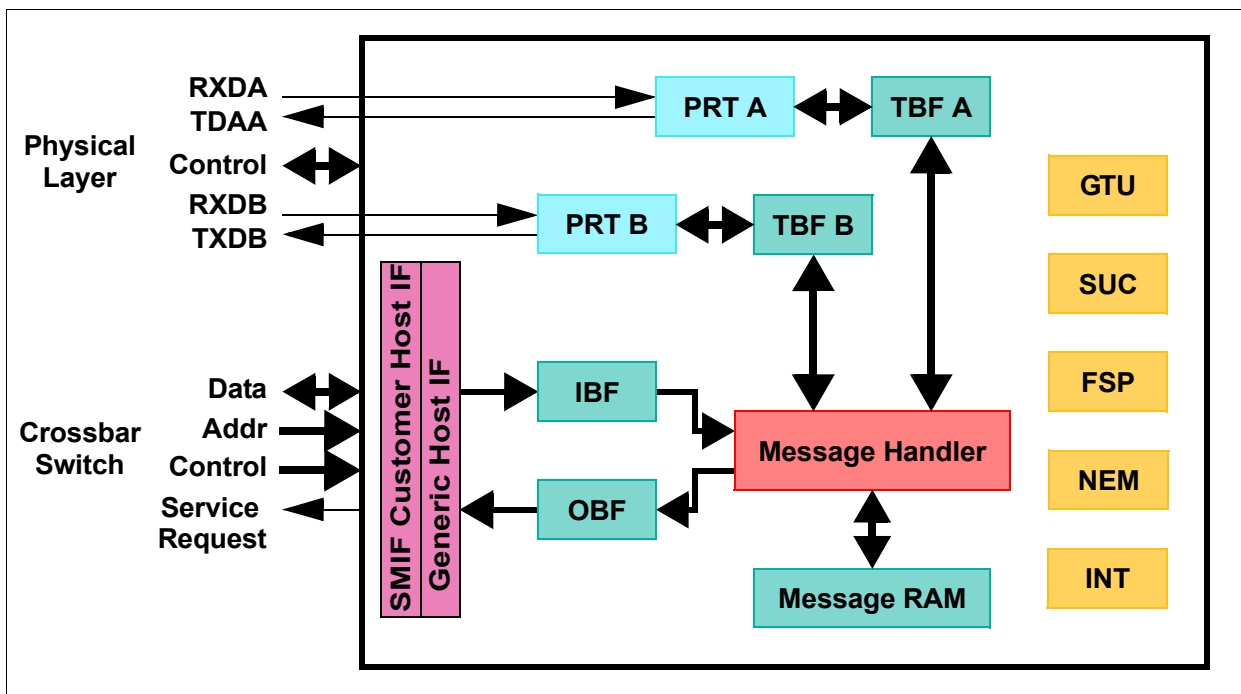 RXDA
TDAA
Physical
Layer
Control
RXDB
TXDB
PRT A
TBF A
PRT B
TBF B
GTU
SUC
FSP
NEM
INT
SMIF Customer Host IF
Generic Host IF
Data
Addr
Crossbar
Switch
Control
Service
Request
IBF
OBF
Message Handler
Message RAM